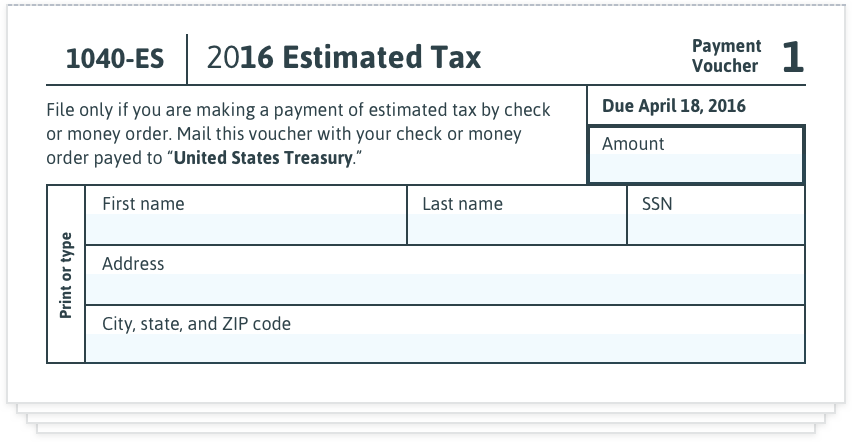 1040-ES
2016 Estimated Tax
Payment
Voucher
1
File only if you are making a payment of estimated tax by check
or money order. Mail this voucher with your check or money
order payed to “United States Treasury.”
Due April 18, 2016
Amount
Print or type
First name
Last name
SSN
Address
City, state, and ZIP code